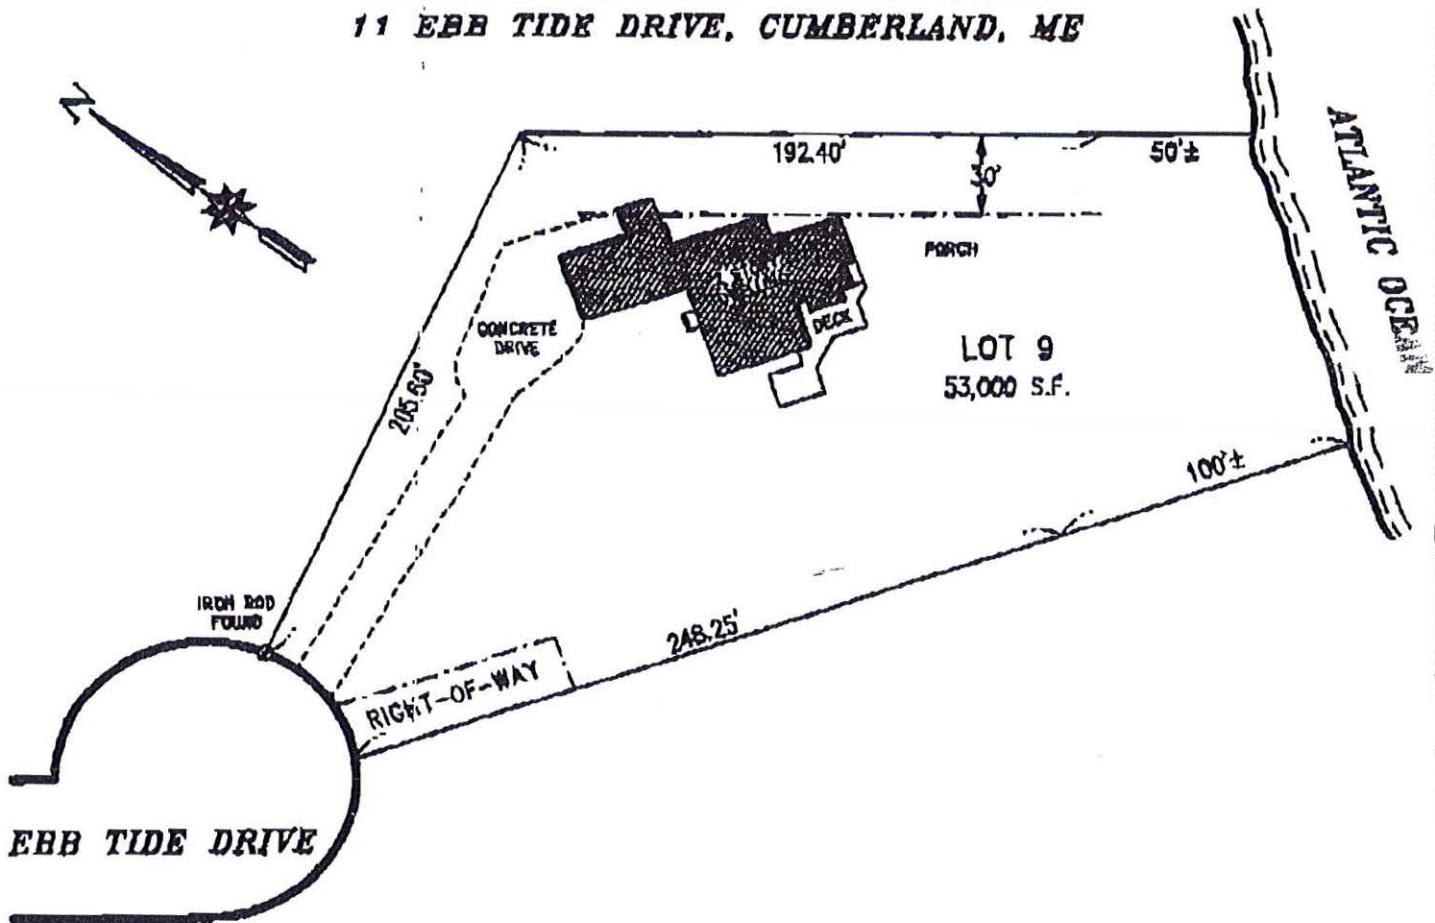 11 EBB TIDE DRIVE, CUMBERLAND, ME
N
192.40'
50'±
30'
ATLANTIC OCEAN
PORCH
CONCRETE
DRIVE
DECK
LOT 9
53,000 S.F.
205.60'
100'±
IRON ROD
FOUND
248.25'
RIGHT-OF-WAY
EBB TIDE DRIVE